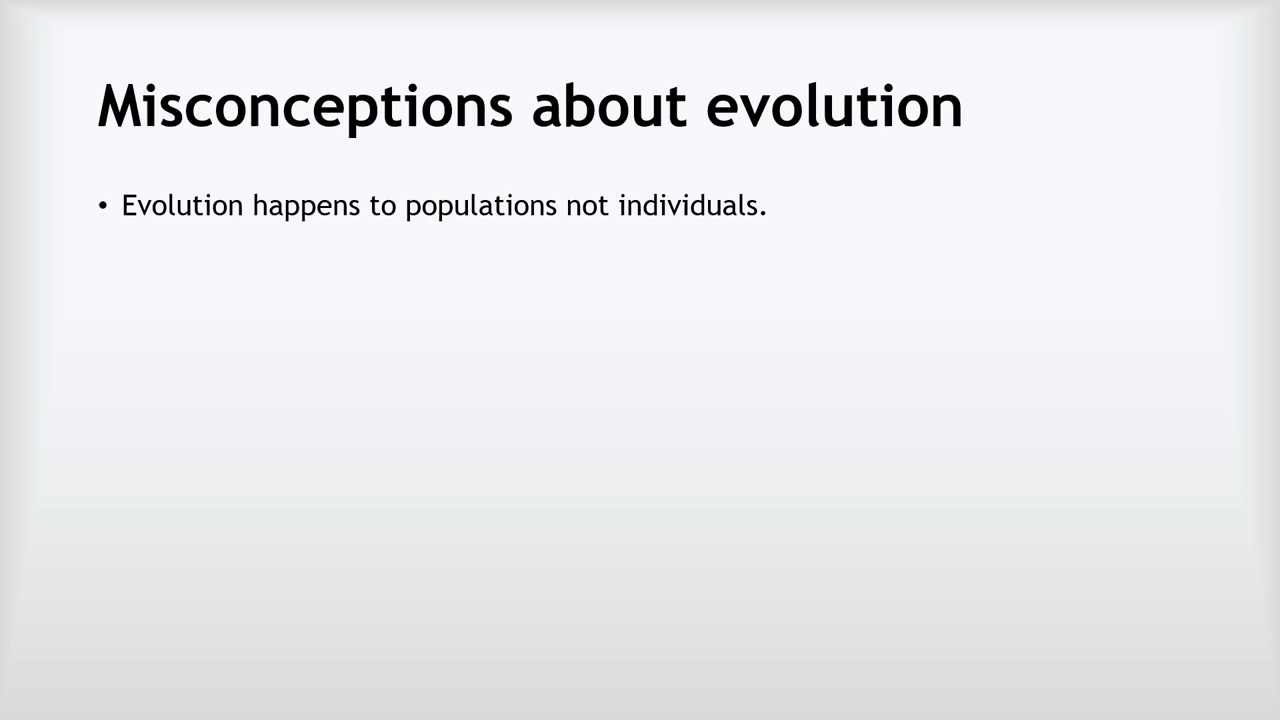 Misconceptions about evolution
• Evolution happens to populations not individuals.